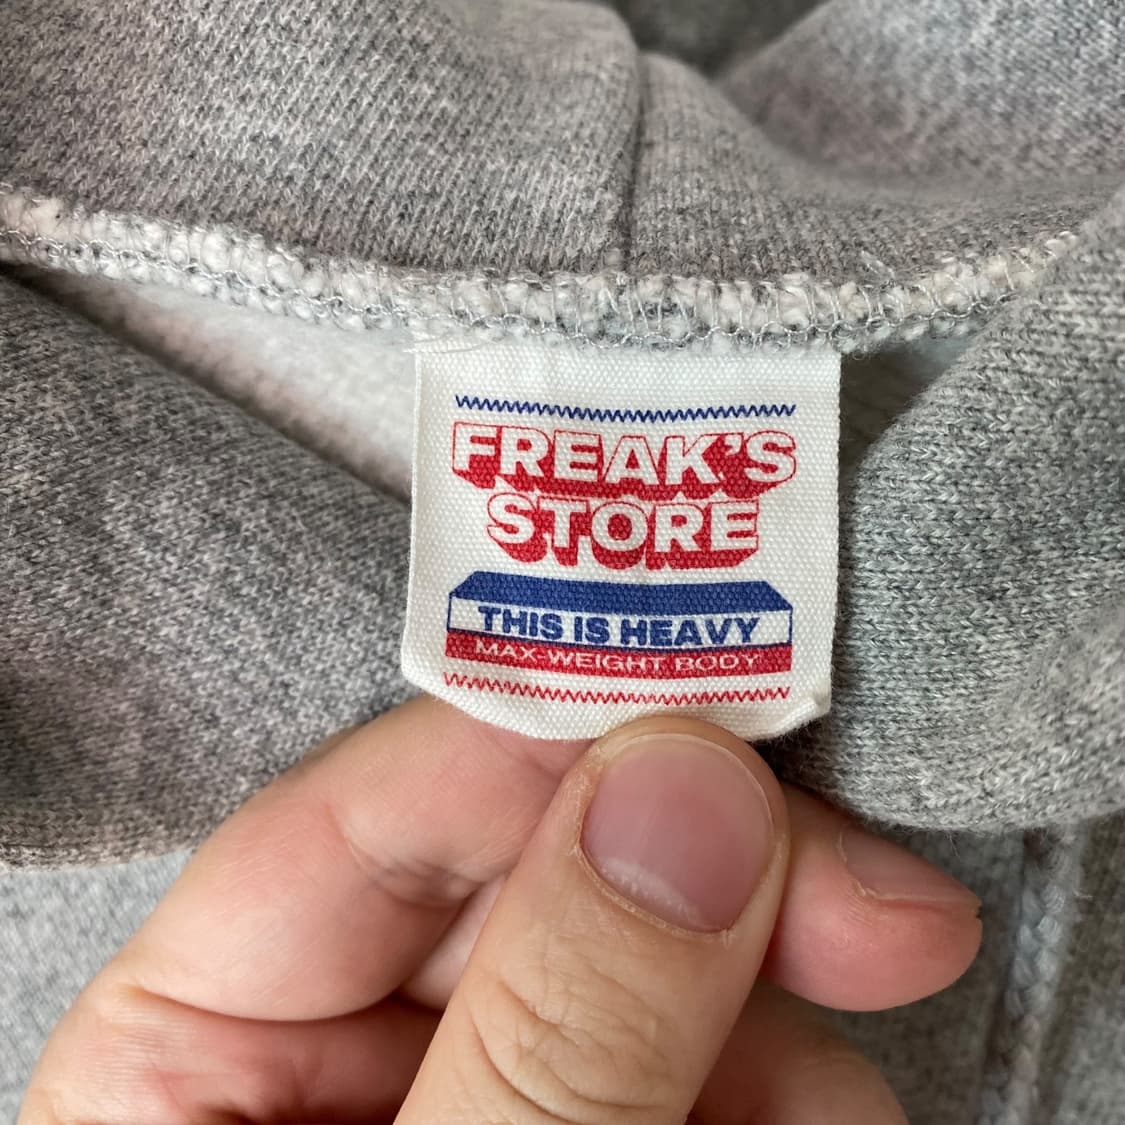 FREAK'S
STORE
THIS IS HEAVY
MAX-WEIGHT BODY